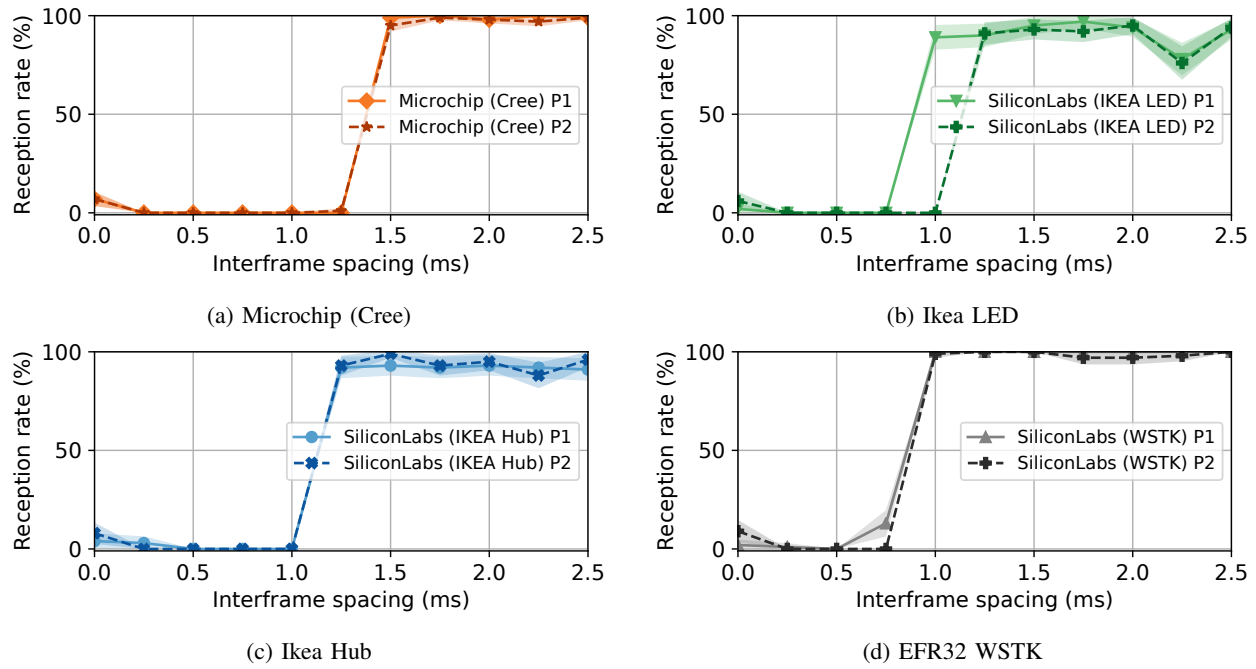 Reception rate (%)
100
50
0
Microchip (Cree) P1
Microchip (Cree) P2
0.0 0.5 1.0 1.5 2.0 2.5
Interframe spacing (ms)
(a) Microchip (Cree)
Reception rate (%)
100
50
0
SiliconLabs (IKEA LED) P1
SiliconLabs (IKEA LED) P2
0.0 0.5 1.0 1.5 2.0 2.5
Interframe spacing (ms)
(b) Ikea LED
Reception rate (%)
100
50
0
SiliconLabs (IKEA Hub) P1
SiliconLabs (IKEA Hub) P2
0.0 0.5 1.0 1.5 2.0 2.5
Interframe spacing (ms)
(c) Ikea Hub
Reception rate (%)
100
50
0
SiliconLabs (WSTK) P1
SiliconLabs (WSTK) P2
0.0 0.5 1.0 1.5 2.0 2.5
Interframe spacing (ms)
(d) EFR32 WSTK